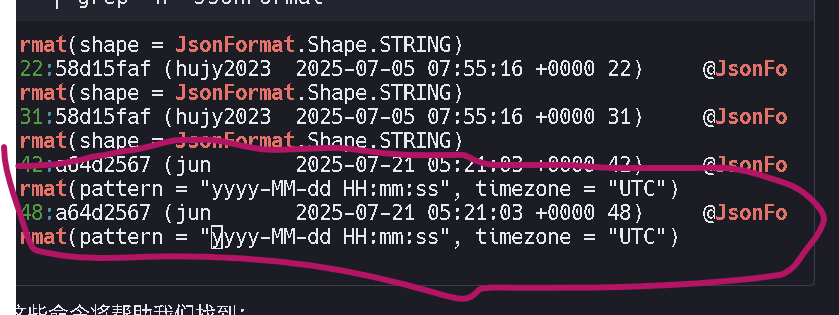 | grep -n "JsonFormat"
rmat(shape = JsonFormat.Shape.STRING)
22:58d15faf (hujy2023  2025-07-05 07:55:16 +0000 22)     @JsonFo
rmat(shape = JsonFormat.Shape.STRING)
31:58d15faf (hujy2023  2025-07-05 07:55:16 +0000 31)     @JsonFo
rmat(shape = JsonFormat.Shape.STRING)
42:a64d2567 (jun       2025-07-21 05:21:03 +0000 42)     @JsonFo
rmat(pattern = "yyyy-MM-dd HH:mm:ss", timezone = "UTC")
48:a64d2567 (jun       2025-07-21 05:21:03 +0000 48)     @JsonFo
rmat(pattern = "yyyy-MM-dd HH:mm:ss", timezone = "UTC")
这些命令将帮助我们找到: